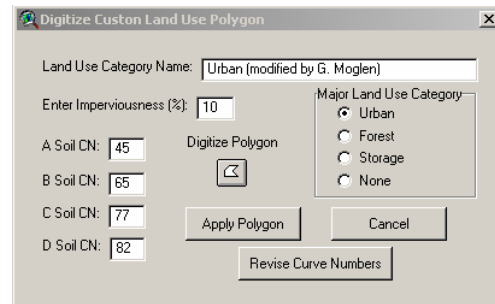 Digitize Custon Land Use Polygon
Land Use Category Name: Urban (modified by G. Moglen)
Enter Imperviousness (%): 10
Major Land Use Category
Urban
Forest
Storage
None
A Soil CN: 45
B Soil CN: 65
C Soil CN: 77
D Soil CN: 82
Digitize Polygon
Apply Polygon
Cancel
Revise Curve Numbers